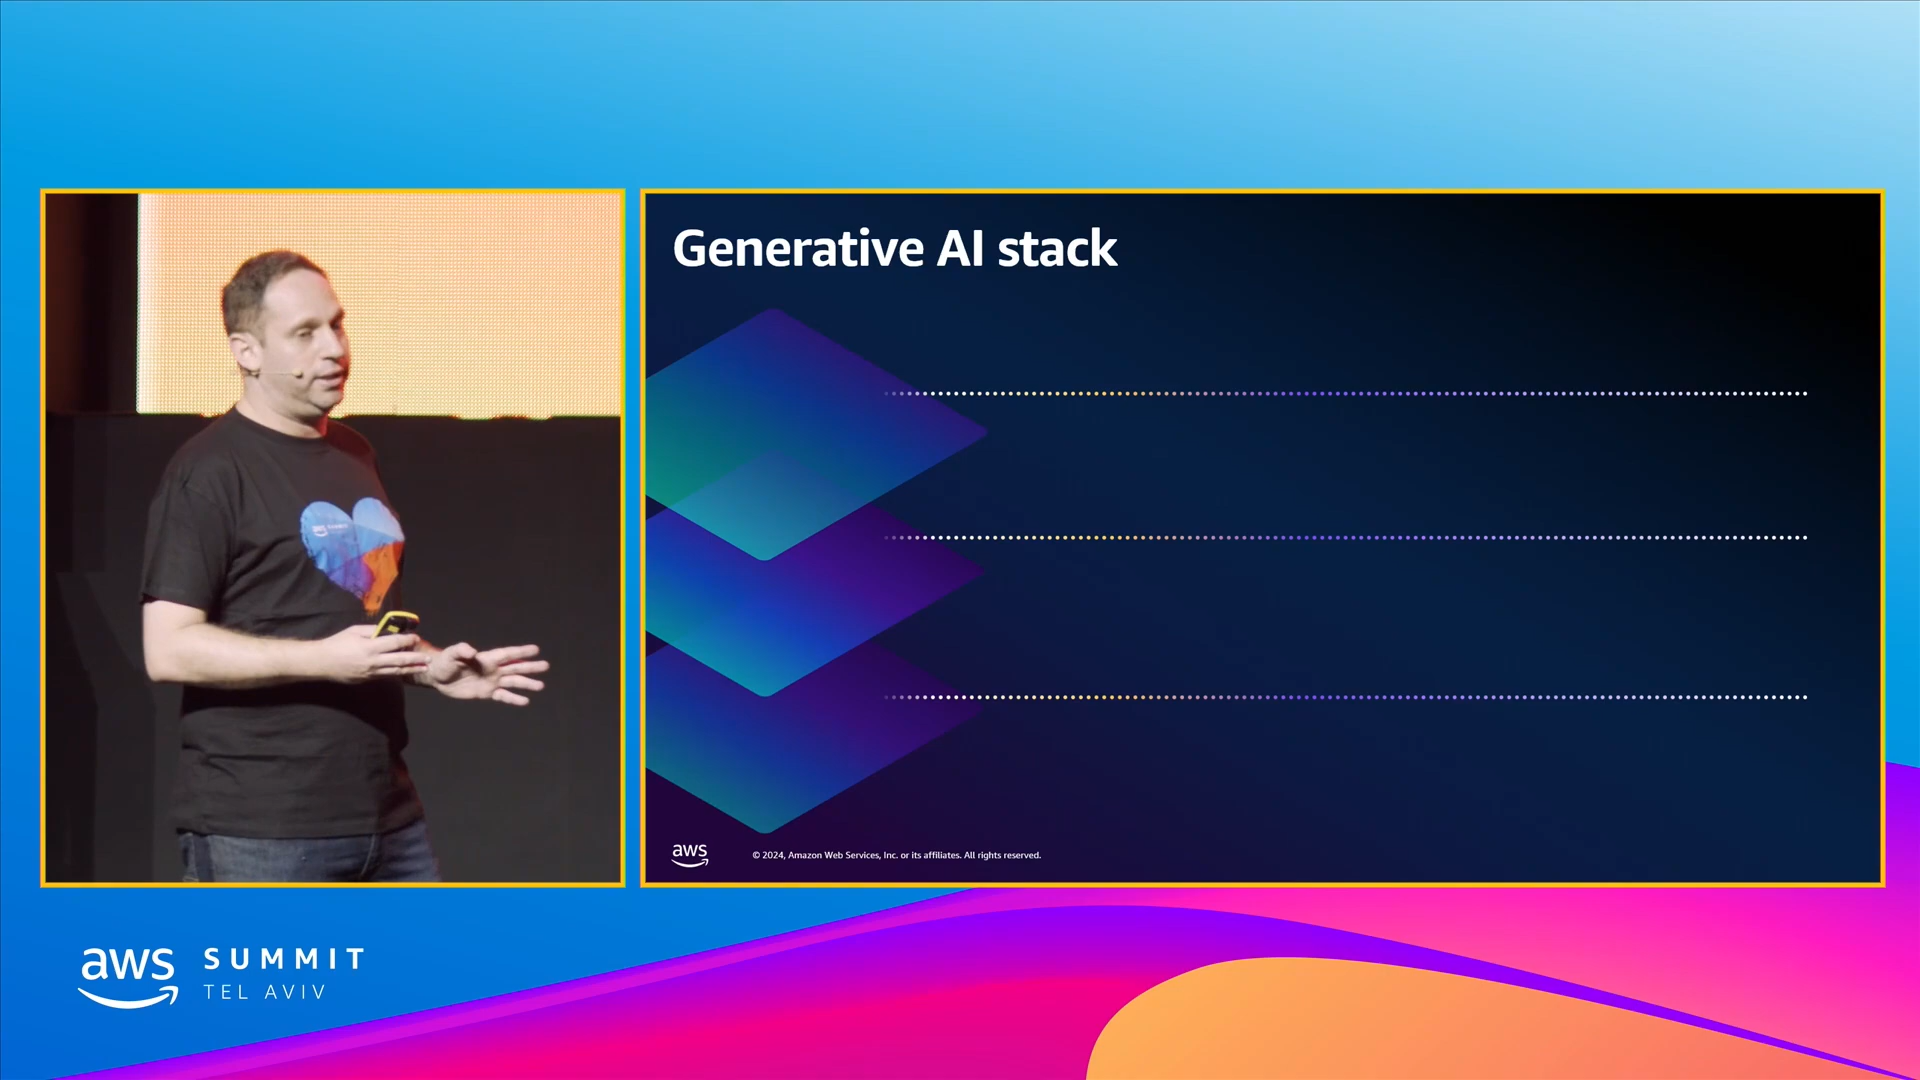 Generative AI stack
aws
© 2024, Amazon Web Services, Inc. or its affiliates. All rights reserved.
aws
aws SUMMIT
TEL AVIV